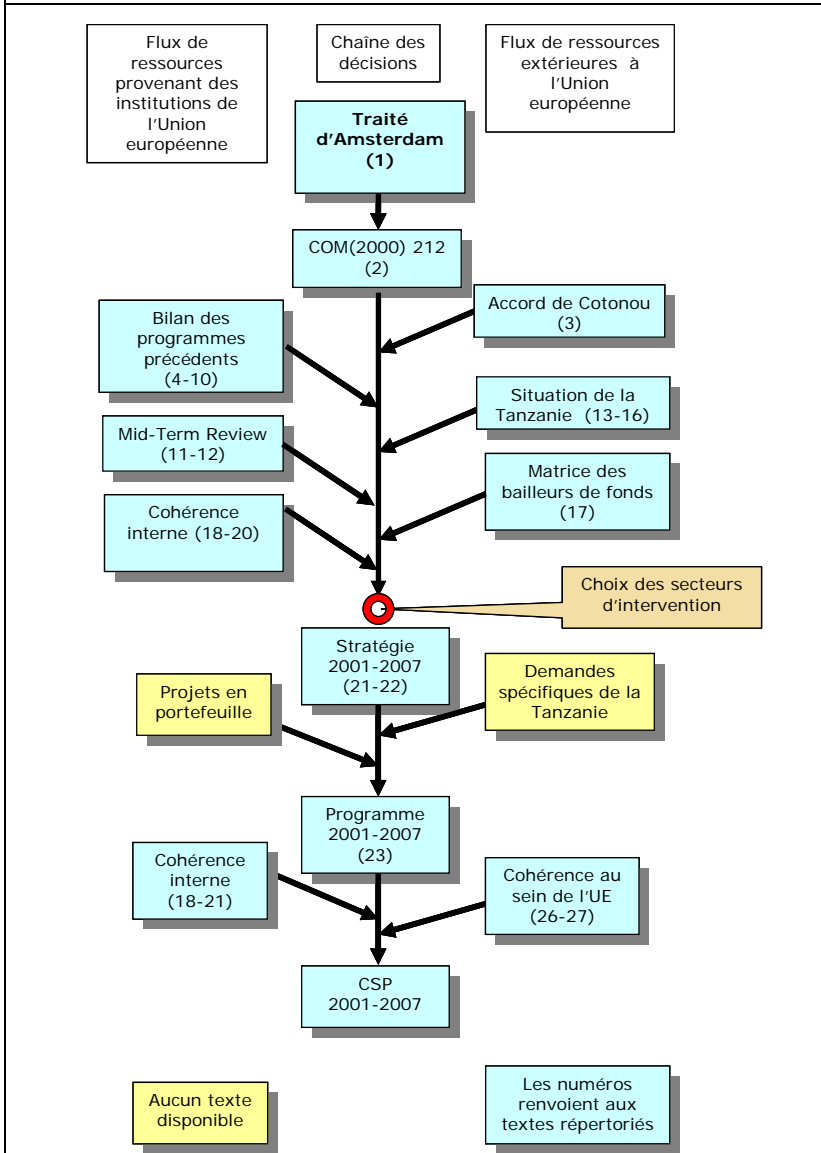 Flux de
ressources
provenant des
institutions de
l'Union
européenne
Chaîne des
décisions
Flux de ressources
extérieures à
l'Union
européenne
Traité
d'Amsterdam
(1)
COM(2000) 212
(2)
Accord de Cotonou
(3)
Bilan des
programmes
précédents
(4-10)
Situation de la
Tanzanie (13-16)
Mid-Term Review
(11-12)
Matrice des
bailleurs de fonds
(17)
Cohérence
interne (18-20)
Choix des secteurs
d'intervention
Stratégie
2001-2007
(21-22)
Projets en
portefeuille
Demandes
spécifiques de la
Tanzanie
Programme
2001-2007
(23)
Cohérence
interne
(18-21)
Cohérence au
sein de l'UE
(26-27)
CSP
2001-2007
Aucun texte
disponible
Les numéros
renvoient aux
textes répertoriés